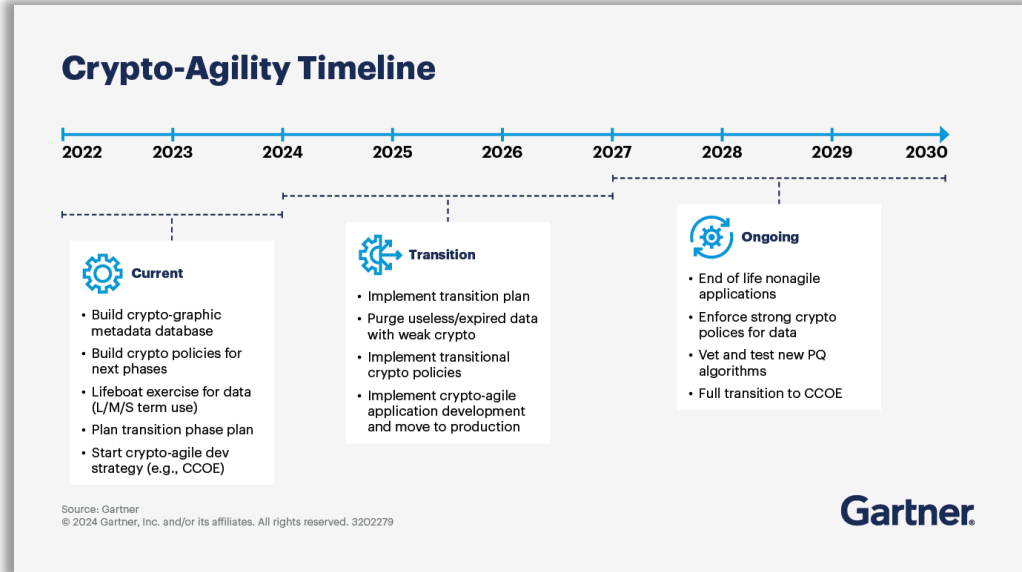 Crypto-Agility Timeline
2022 2023 2024 2025 2026 2027 2028 2029 2030
Current
• Build crypto-graphic
metadata database
• Build crypto policies for
next phases
• Lifeboat exercise for data
(L/M/S term use)
• Plan transition phase plan
• Start crypto-agile dev
strategy (e.g., CCOE)
Transition
• Implement transition plan
• Purge useless/expired data
with weak crypto
• Implement transitional
crypto policies
• Implement crypto-agile
application development
and move to production
Ongoing
• End of life nonagile
applications
• Enforce strong crypto
polices for data
• Vet and test new PQ
algorithms
• Full transition to CCOE
Source: Gartner
© 2024 Gartner, Inc. and/or its affiliates. All rights reserved. 3202279
Gartner®